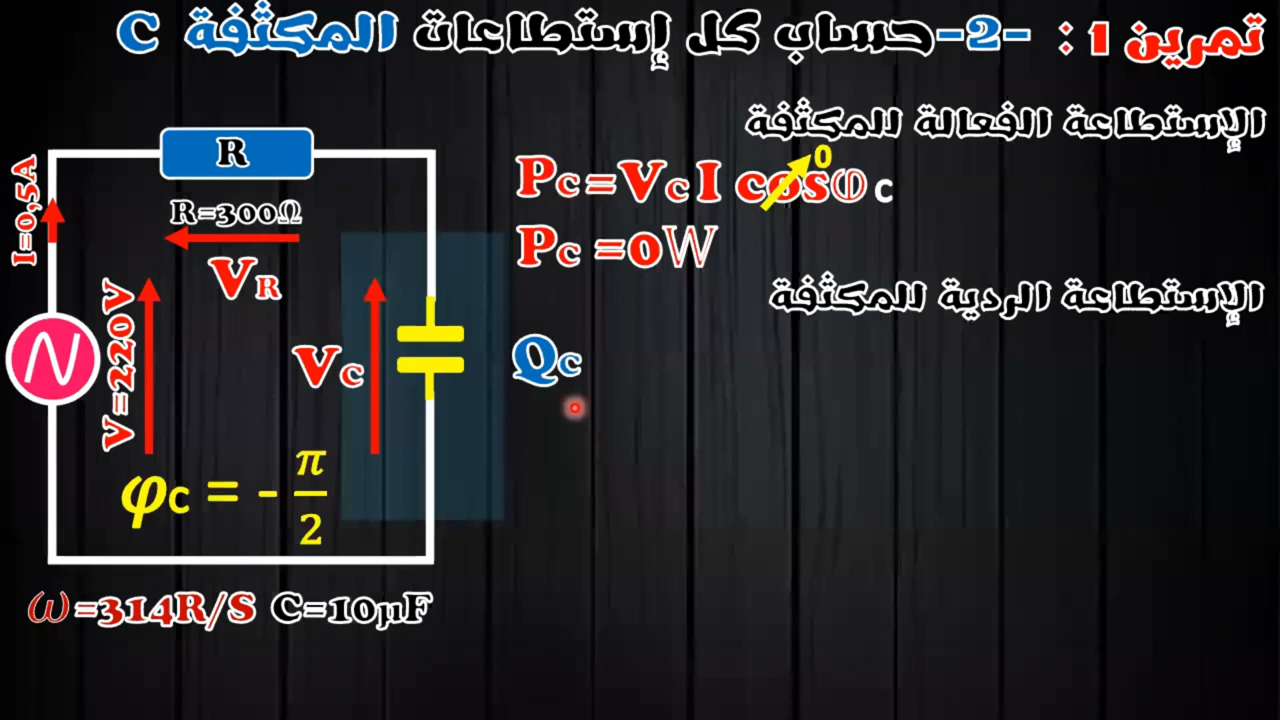 تمرين 1 : -2- حساب كل إستطاعات المكثفة C
الإستطاعة الفعالة للمكثفة
Pc=VcI cosφc
0
Pc =0W
الإستطاعة الردية للمكثفة
Qc
R
R=300Ω
VR
I=0,5A
V=220V
Vc
φc = - π/2
ω=314R/S C=10µF